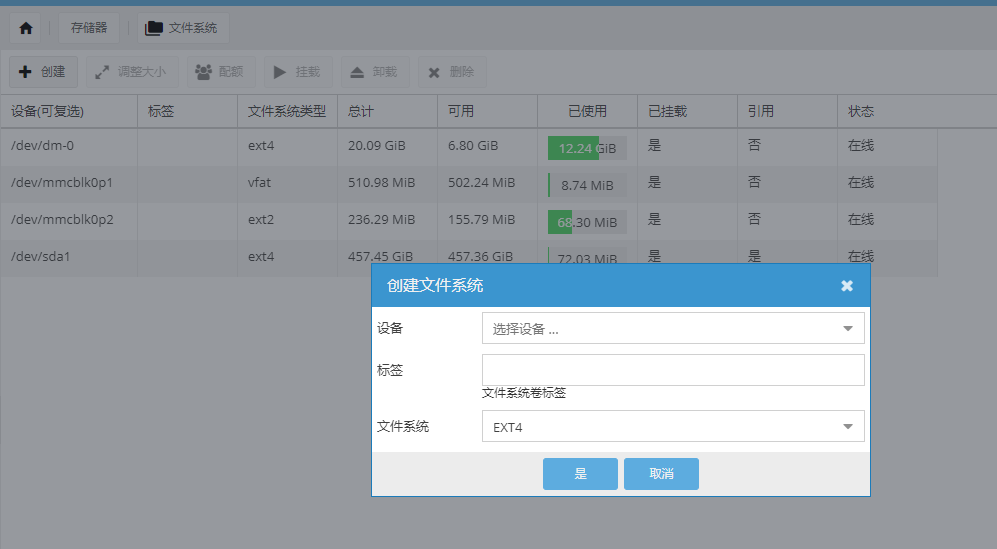 存储器 文件系统
创建 调整大小 配额 挂载 卸载 删除
设备(可复选) 标签 文件系统类型 总计 可用 已使用 已挂载 引用 状态
/dev/dm-0 ext4 20.09 GiB 6.80 GiB 12.24 GiB 是 否 在线
/dev/mmcblk0p1 vfat 510.98 MiB 502.24 MiB 8.74 MiB 是 否 在线
/dev/mmcblk0p2 ext2 236.29 MiB 155.79 MiB 68.30 MiB 是 否 在线
/dev/sda1 ext4 457.45 GiB 457.36 GiB 72.03 MiB 是 是 在线
创建文件系统
设备 选择设备 ...
标签
文件系统卷标签
文件系统 EXT4
是 取消